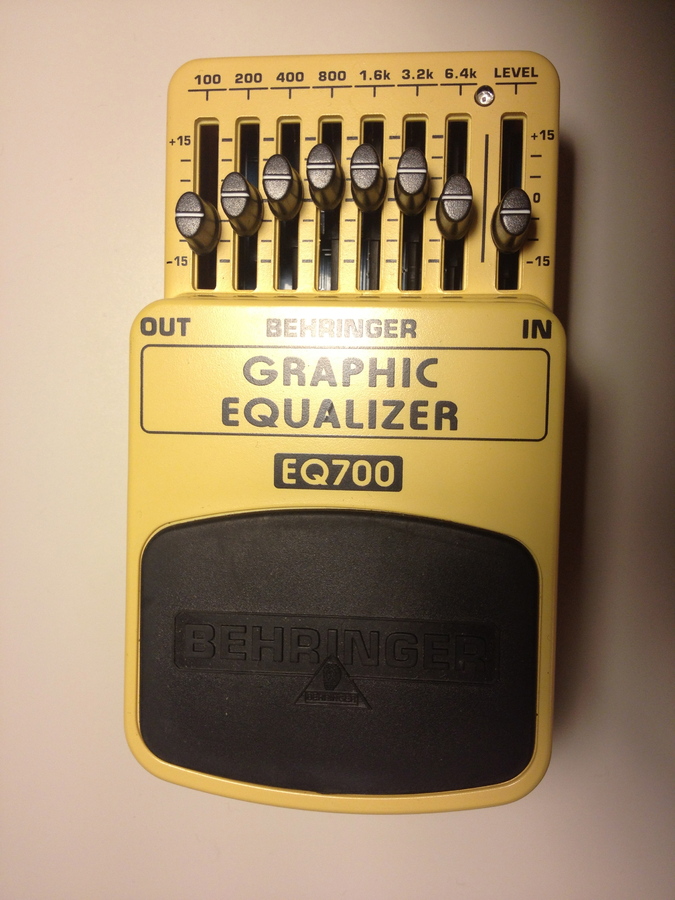 100 200 400 800 1.6k 3.2k 6.4k LEVEL
+15 +15
0
-15 -15
OUT BEHRINGER IN
GRAPHIC
EQUALIZER
EQ700
BEHRINGER
BEHRINGER